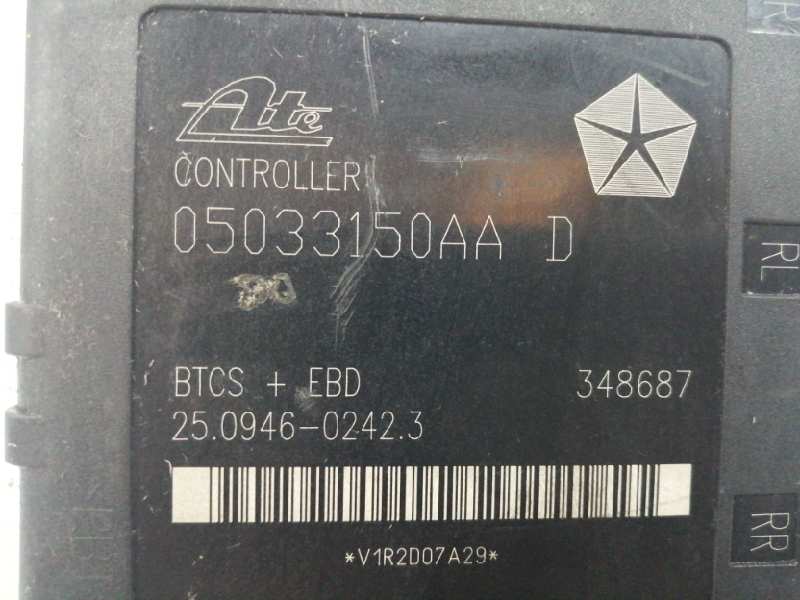 Ate
CONTROLLER
05033150AA D
BTCS + EBD 348687
25.0946-0242.3
*V1R2D07A29*
RL
RR